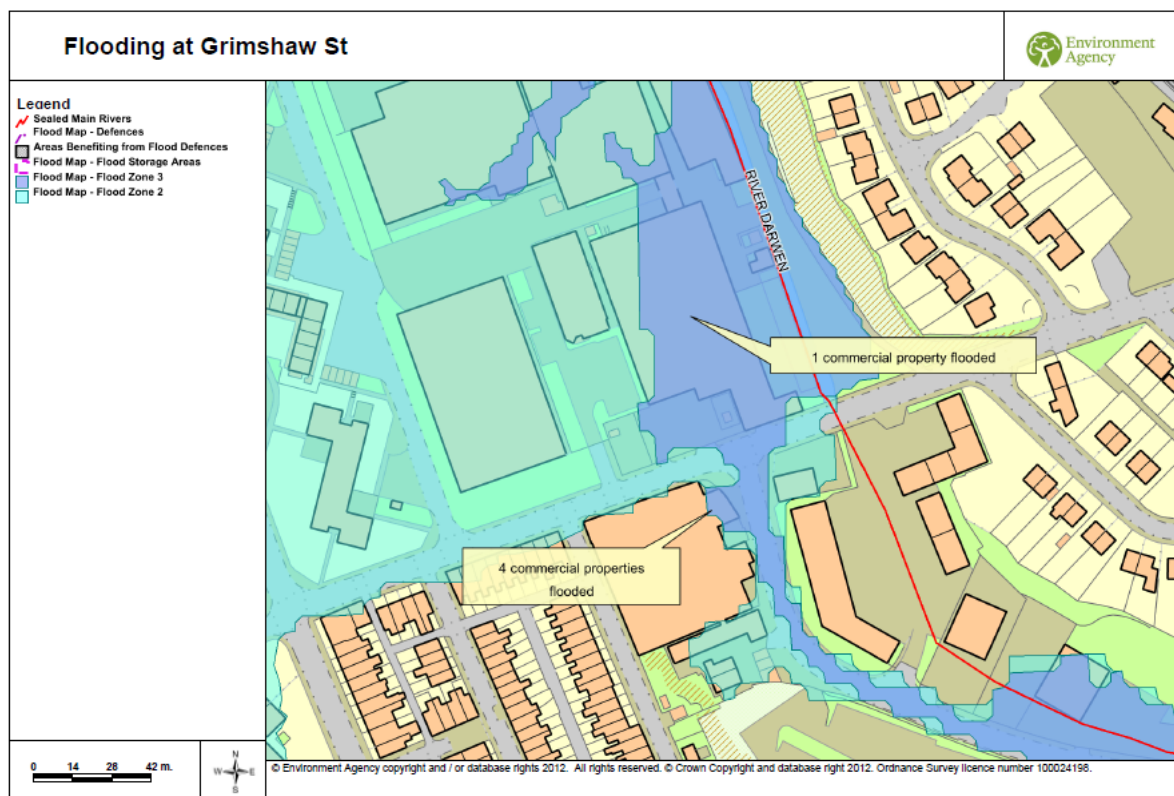 Flooding at Grimshaw St
Environment
Agency
Legend
Sealed Main Rivers
Flood Map - Defences
Areas Benefiting from Flood Defences
Flood Map - Flood Storage Areas
Flood Map - Flood Zone 3
Flood Map - Flood Zone 2
RIVER DARWEN
1 commercial property flooded
4 commercial properties
flooded
0 14 28 42 m.
N
W E
S
© Environment Agency copyright and / or database rights 2012. All rights reserved. © Crown Copyright and database right 2012. Ordnance Survey licence number 100024198.